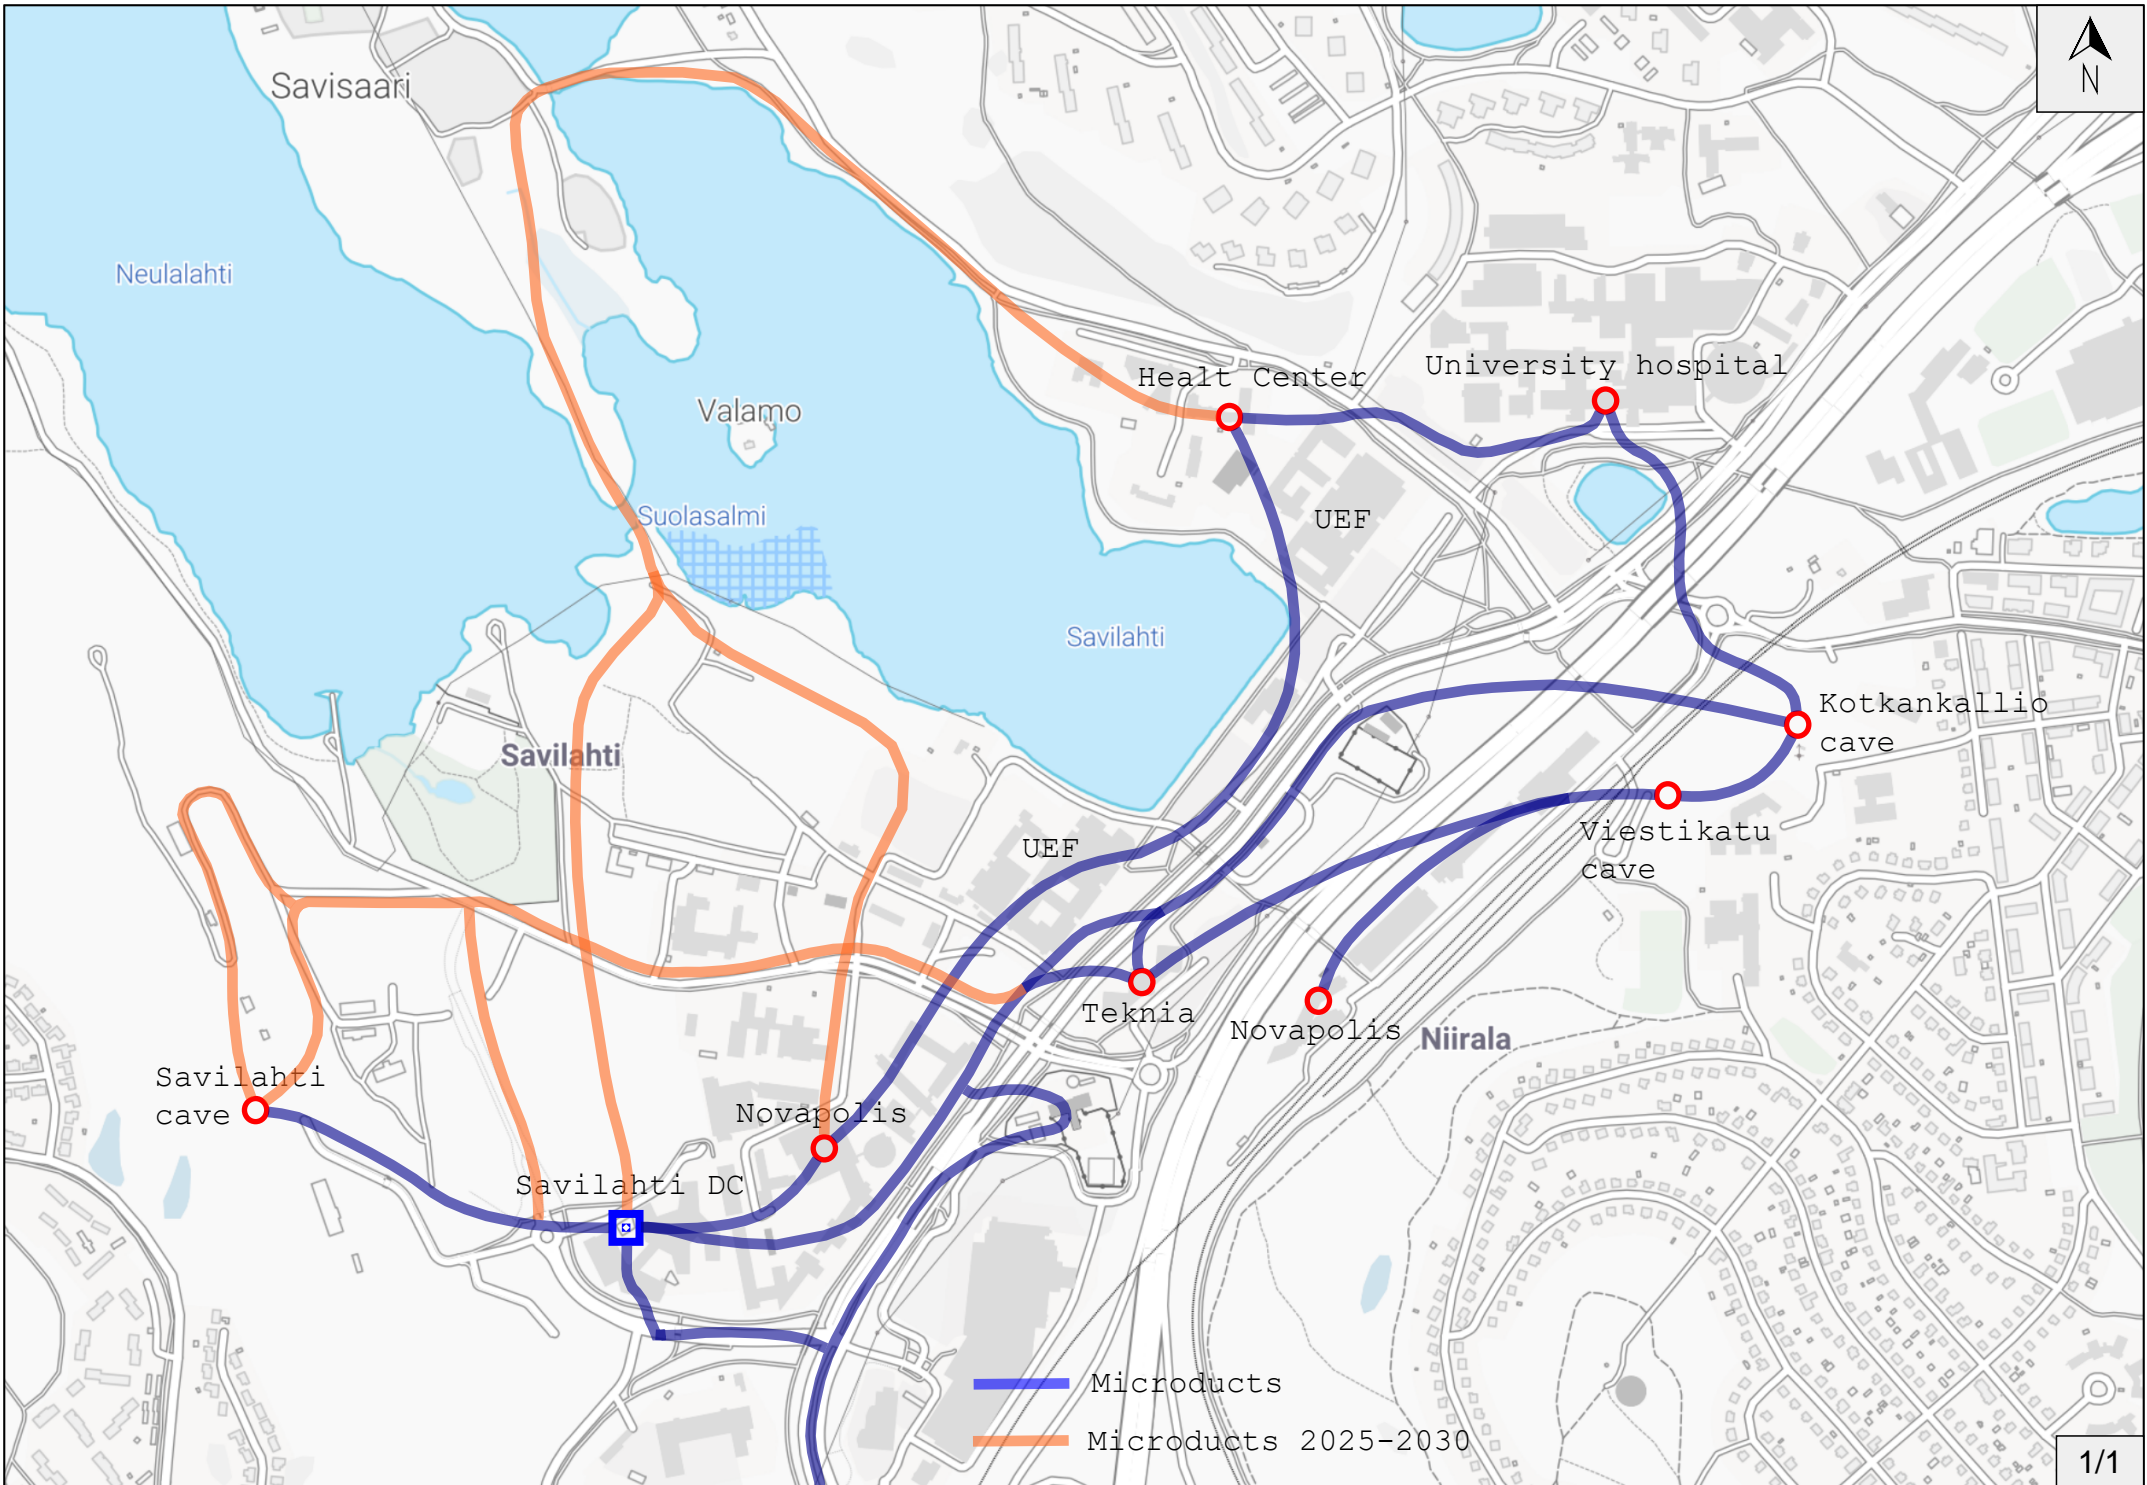 Savisaari
N
Neulalahti
Healt Center
University hospital
Valamo
Suolasalmi
UEF
Savilahti
Kotkankallio
cave
Savilahti
Viestikatu
cave
UEF
Teknia
Novapolis
Niirala
Savilahti
cave
Novapolis
Savilahti DC
Microducts
Microducts 2025-2030
1/1